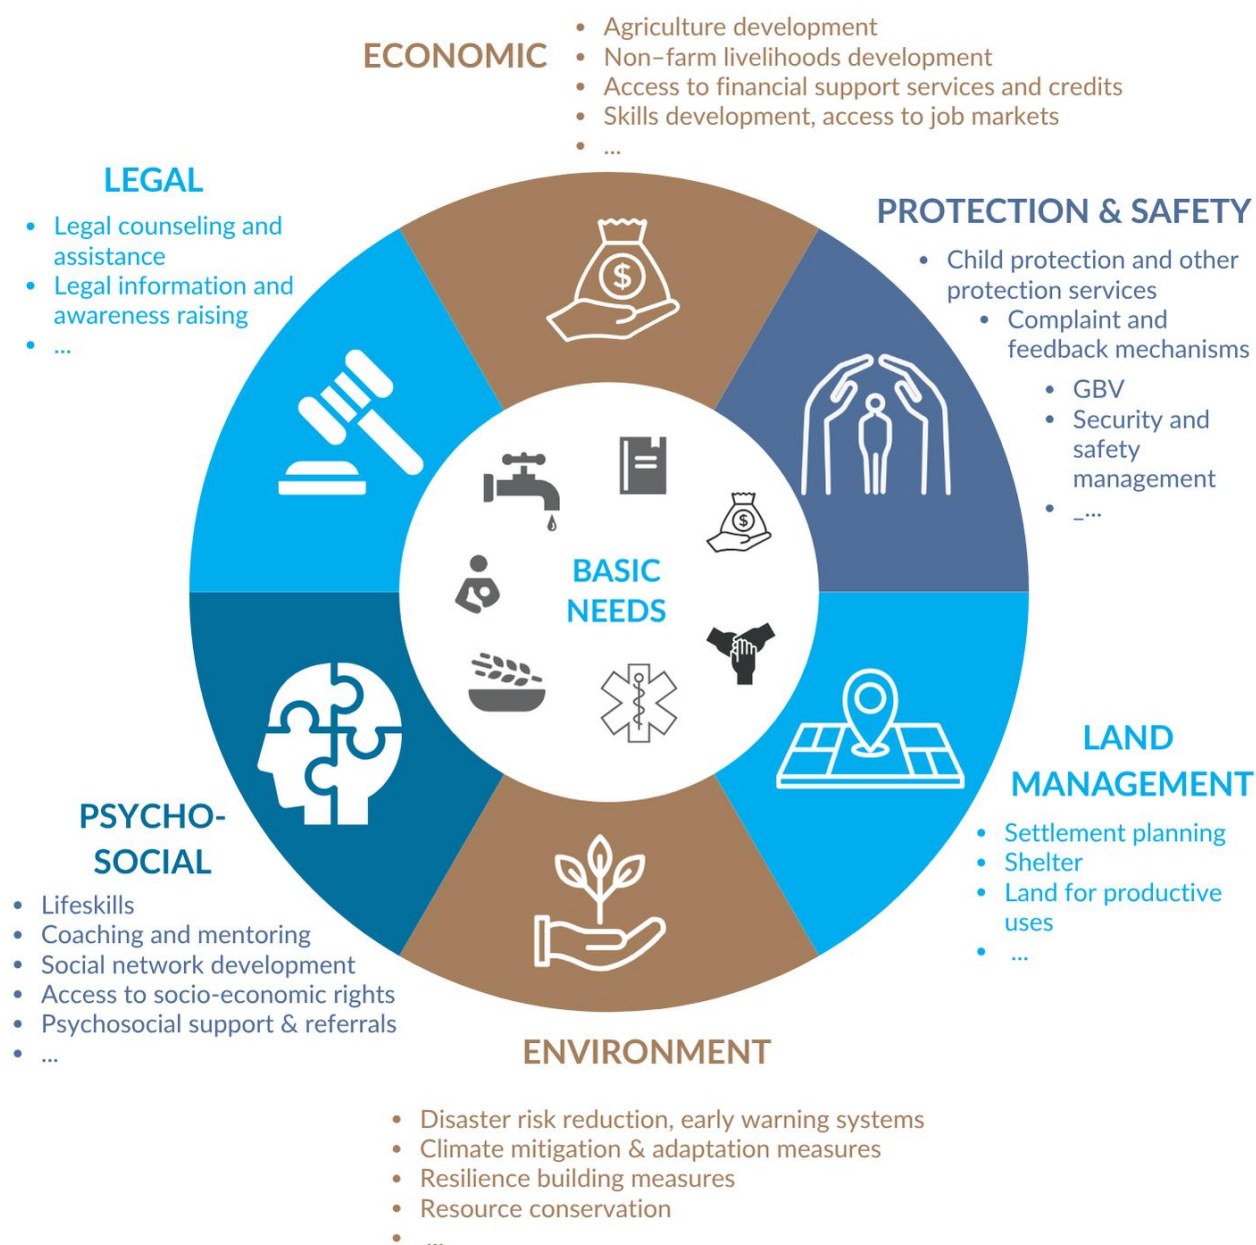 ECONOMIC
• Agriculture development
• Non–farm livelihoods development
• Access to financial support services and credits
• Skills development, access to job markets
• ...
LEGAL
• Legal counseling and
assistance
• Legal information and
awareness raising
• ...
PROTECTION & SAFETY
• Child protection and other
protection services
• Complaint and
feedback mechanisms
• GBV
• Security and
safety
management
• _...
$
$
BASIC
NEEDS
LAND
MANAGEMENT
• Settlement planning
• Shelter
• Land for productive
uses
• ...
PSYCHO-
SOCIAL
• Lifeskills
• Coaching and mentoring
• Social network development
• Access to socio-economic rights
• Psychosocial support & referrals
• ...
ENVIRONMENT
• Disaster risk reduction, early warning systems
• Climate mitigation & adaptation measures
• Resilience building measures
• Resource conservation
• ...